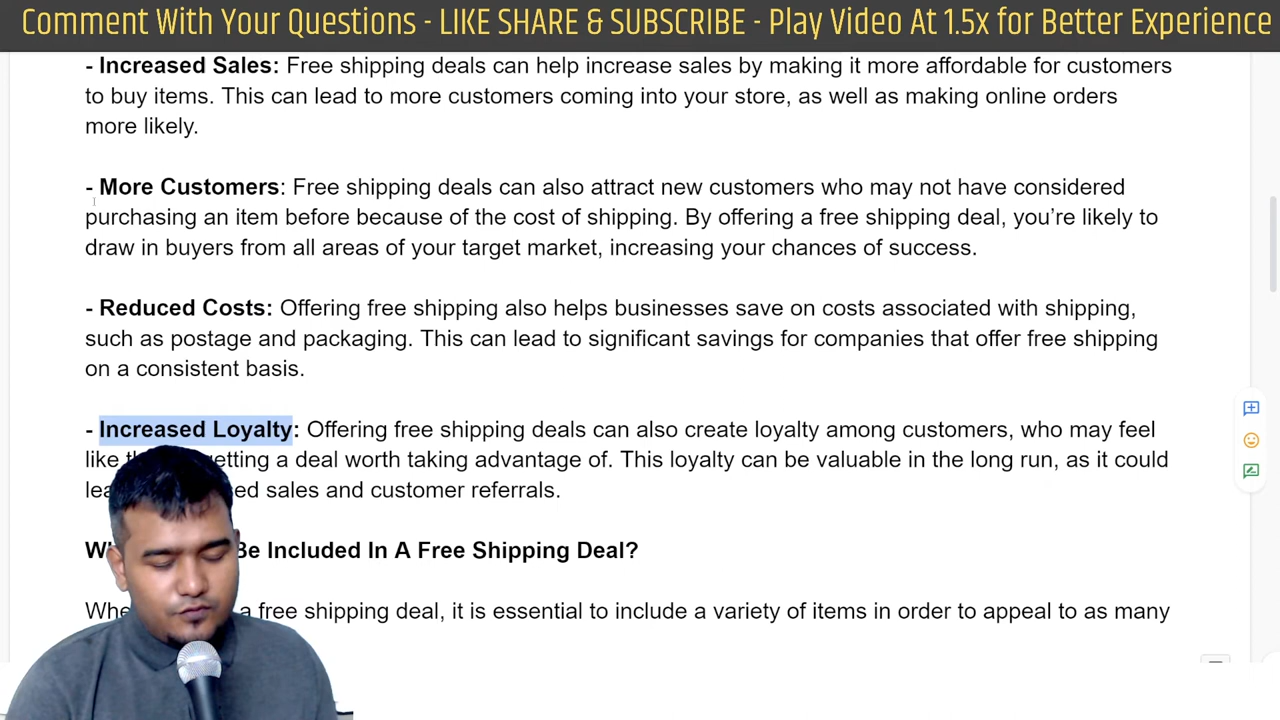 Comment With Your Questions - LIKE SHARE & SUBSCRIBE - Play Video At 1.5x for Better Experience
- Increased Sales: Free shipping deals can help increase sales by making it more affordable for customers
to buy items. This can lead to more customers coming into your store, as well as making online orders
more likely.
- More Customers: Free shipping deals can also attract new customers who may not have considered
purchasing an item before because of the cost of shipping. By offering a free shipping deal, you’re likely to
draw in buyers from all areas of your target market, increasing your chances of success.
- Reduced Costs: Offering free shipping also helps businesses save on costs associated with shipping,
such as postage and packaging. This can lead to significant savings for companies that offer free shipping
on a consistent basis.
- Increased Loyalty: Offering free shipping deals can also create loyalty among customers, who may feel
like a deal worth taking advantage of. This loyalty can be valuable in the long run, as it could
sales and customer referrals.
Be Included In A Free Shipping Deal?
a free shipping deal, it is essential to include a variety of items in order to appeal to as many